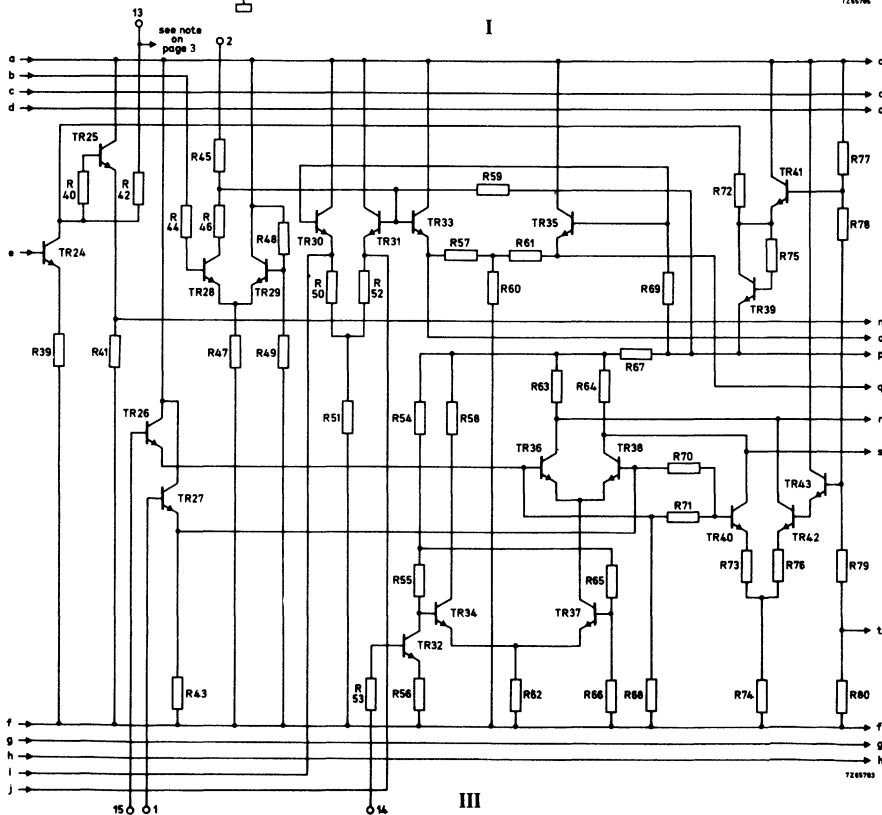 7Z65705
13
see note
on
page 3
2
I
a
a
b
c
c
d
d
TR25
R45
R59
R72
TR41
R77
R
40
R
42
R
44
R
46
R48
TR30
TR31
TR33
TR35
R78
e
TR24
TR28
TR29
R57
R61
R75
R
50
R
52
R60
R69
TR39
n
o
R39
R41
R47
R49
R67
p
R63
R64
q
R51
R54
R58
r
TR26
TR36
TR38
R70
s
TR43
TR27
R71
TR40
TR42
R55
R65
R73
R76
R79
TR34
TR37
TR32
t
R43
R
53
R56
R62
R66
R68
R74
R80
f
f
g
g
h
h
i
7Z65703
j
15
1
14
III